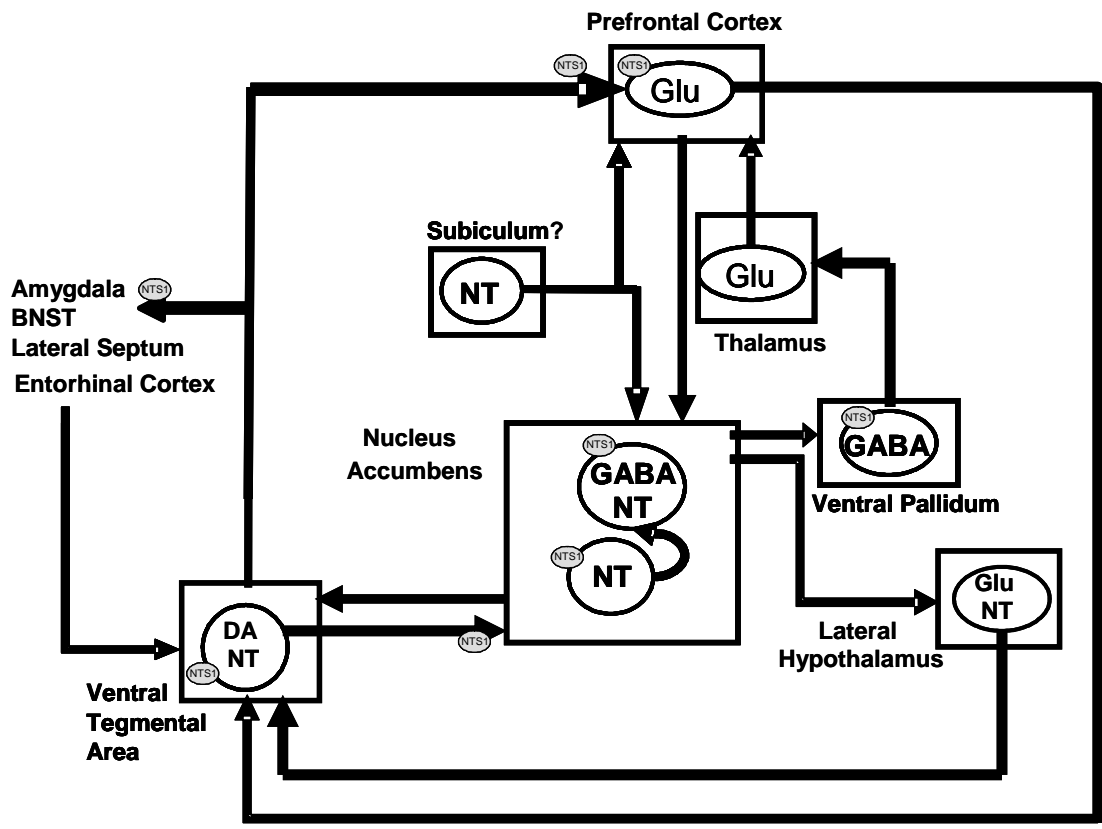 Prefrontal Cortex
NTS1
NTS1
Glu
Subiculum?
NT
Glu
Thalamus
Amygdala
NTS1
BNST
Lateral Septum
Entorhinal Cortex
Nucleus
Accumbens
NTS1
GABA
NT
NTS1
NT
NTS1
GABA
Ventral Pallidum
Glu
NT
Lateral
Hypothalamus
DA
NT
NTS1
NTS1
Ventral
Tegmental
Area